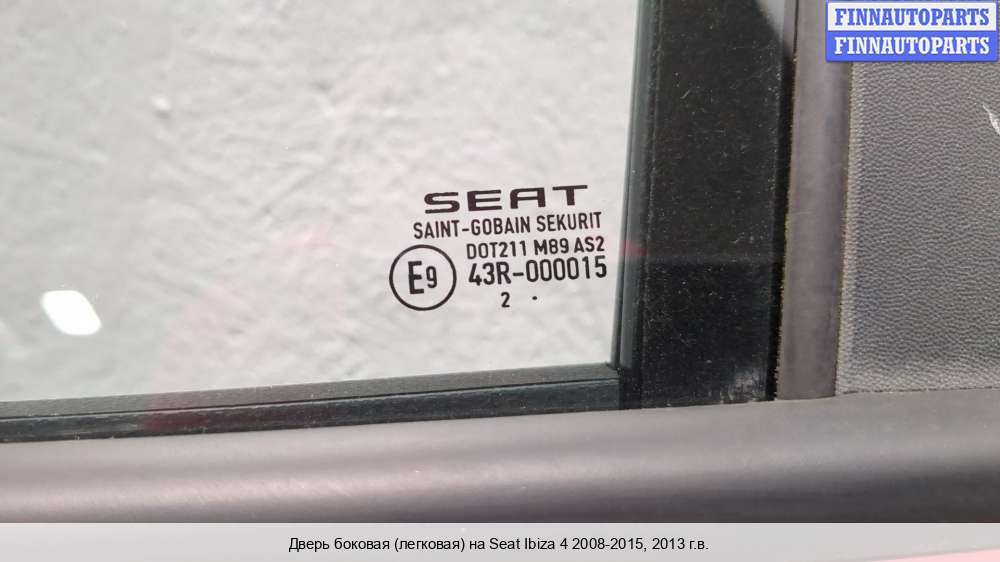 FINNAUTOPARTS
FINNAUTOPARTS
SEAT
SAINT-GOBAIN SEKURIT
DOT211 M89 AS2
E9 43R-000015
2 .
Дверь боковая (легковая) на Seat Ibiza 4 2008-2015, 2013 г.в.